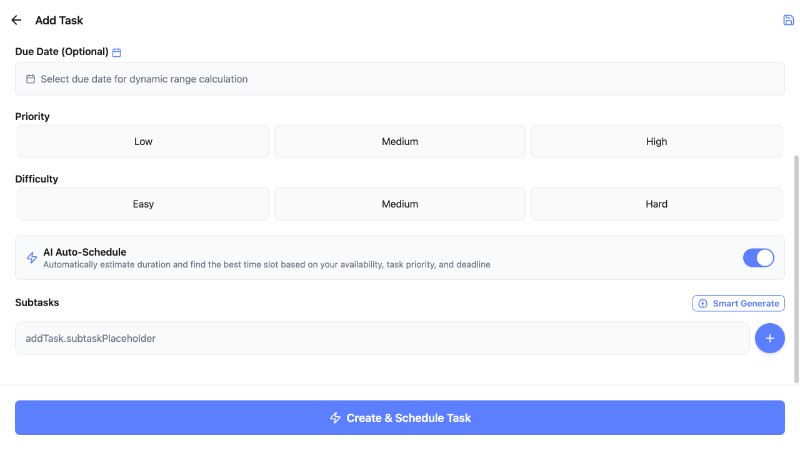 Add Task
Due Date (Optional)
Select due date for dynamic range calculation
Priority
Low
Medium
High
Difficulty
Easy
Medium
Hard
AI Auto-Schedule
Automatically estimate duration and find the best time slot based on your availability, task priority, and deadline
Subtasks
Smart Generate
addTask.subtaskPlaceholder
Create & Schedule Task